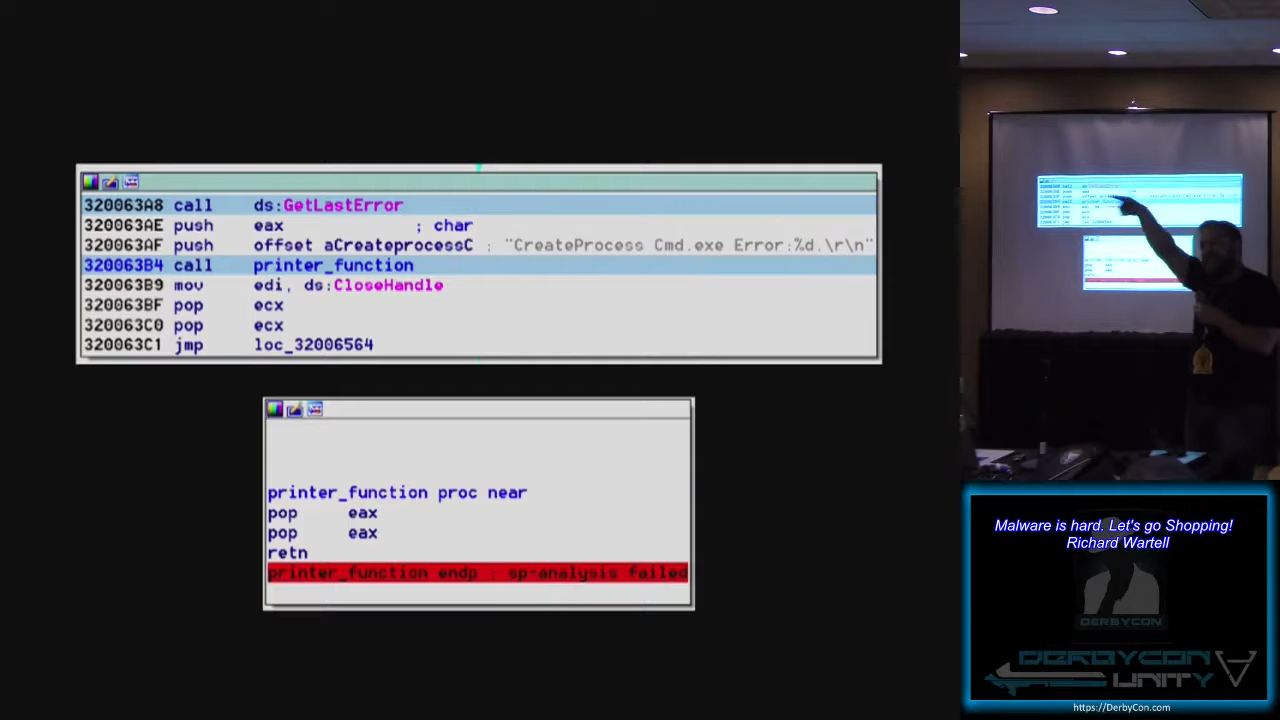 320063A8 call ds:GetLastError
320063AE push eax ; char
320063AF push offset aCreateprocessC ; "CreateProcess Cmd.exe Error:%d.\r\n"
320063B4 call printer_function
320063B9 mov edi, ds:CloseHandle
320063BF pop ecx
320063C0 pop ecx
320063C1 jmp loc_32006564
printer_function proc near
pop eax
pop eax
retn
printer_function endp ; sp-analysis failed
Malware is hard. Let's go Shopping!
Richard Wartell
DERBYCON
DERBYCON
UNITY
https://DerbyCon.com